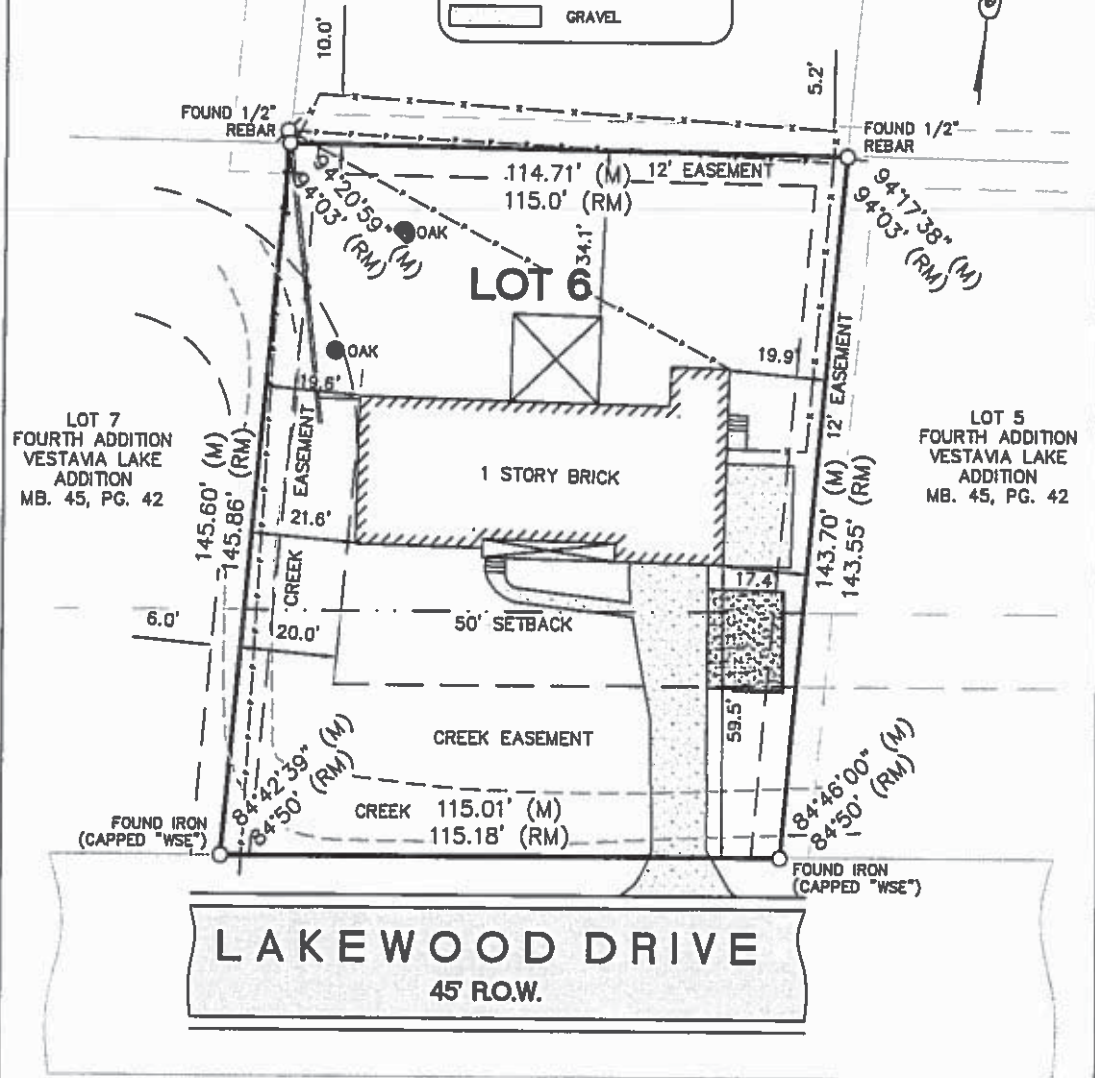 GRAVEL
10.0'
5.2'
FOUND 1/2"
REBAR
FOUND 1/2"
REBAR
94°20'59" (M)
94°03' (RM)
114.71' (M)
115.0' (RM)
12' EASEMENT
94°17'38" (M)
94°03' (RM)
OAK
34.1'
LOT 6
OAK
19.6'
19.9'
12' EASEMENT
LOT 7
FOURTH ADDITION
VESTAVIA LAKE
ADDITION
MB. 45, PG. 42
145.60' (M)
145.86' (RM)
CREEK EASEMENT
1 STORY BRICK
LOT 5
FOURTH ADDITION
VESTAVIA LAKE
ADDITION
MB. 45, PG. 42
143.70' (M)
143.55' (RM)
21.6'
17.4'
6.0'
20.0'
50' SETBACK
59.5'
CREEK EASEMENT
84°42'39" (M)
84°50' (RM)
84°46'00" (M)
84°50' (RM)
CREEK
115.01' (M)
115.18' (RM)
FOUND IRON
(CAPPED "WSE")
FOUND IRON
(CAPPED "WSE")
LAKEWOOD DRIVE
45' R.O.W.